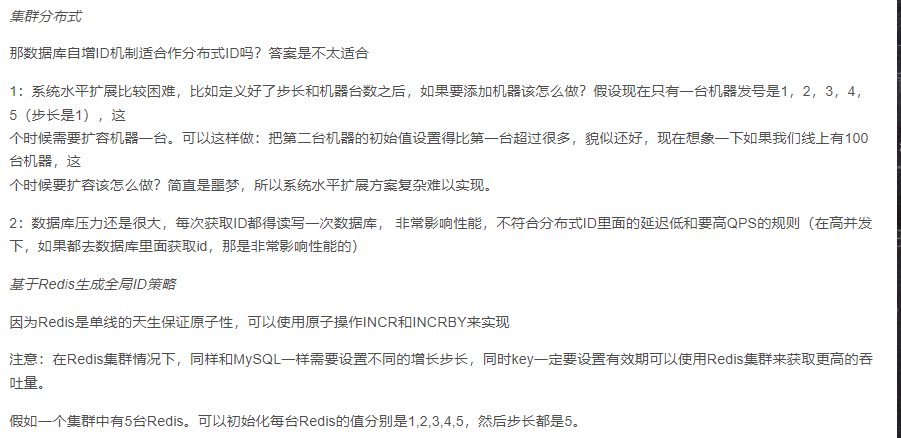 集群分布式
那数据库自增ID机制适合作分布式ID吗？答案是不太适合
1：系统水平扩展比较困难，比如定义好了步长和机器台数之后，如果要添加机器该怎么做？假设现在只有一台机器发号是1，2，3，4，
5（步长是1），这
个时候需要扩容机器一台。可以这样做：把第二台机器的初始值设置得比第一台超过很多，貌似还好，现在想象一下如果我们线上有100
台机器，这
个时候要扩容该怎么做？简直是噩梦，所以系统水平扩展方案复杂难以实现。
2：数据库压力还是很大，每次获取ID都得读写一次数据库， 非常影响性能，不符合分布式ID里面的延迟低和要高QPS的规则（在高并发
下，如果都去数据库里面获取id，那是非常影响性能的）
基于Redis生成全局ID策略
因为Redis是单线的天生保证原子性，可以使用原子操作INCR和INCRBY来实现
注意：在Redis集群情况下，同样和MySQL一样需要设置不同的增长步长，同时key一定要设置有效期可以使用Redis集群来获取更高的吞
吐量。
假如一个集群中有5台Redis。可以初始化每台Redis的值分别是1,2,3,4,5，然后步长都是5。